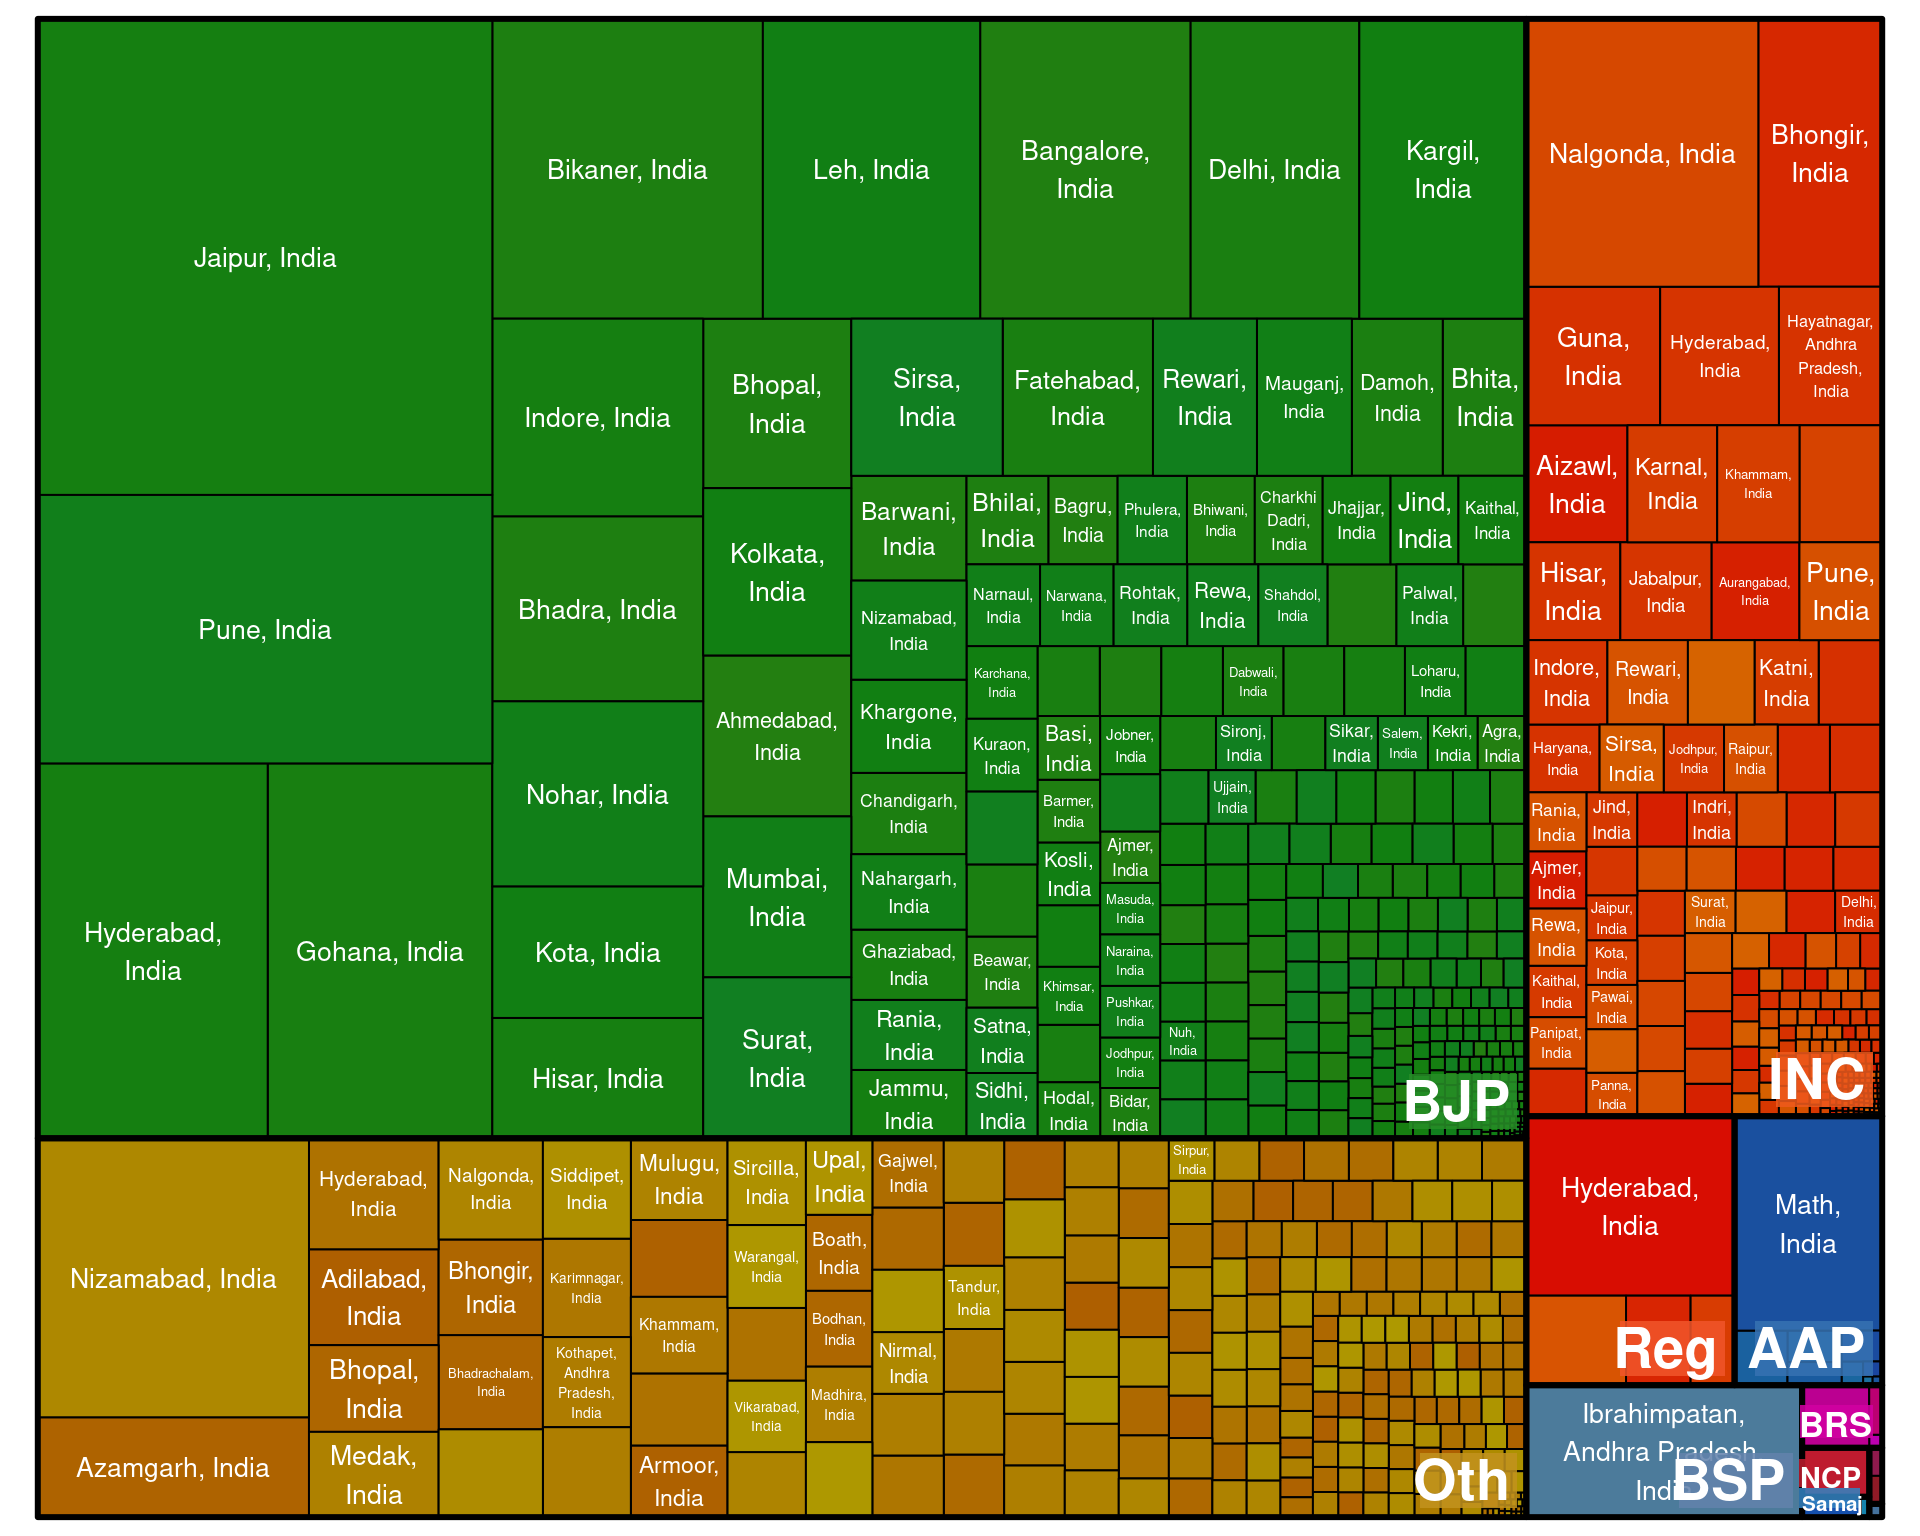 Jaipur, India
Bikaner, India
Leh, India
Bangalore,
India
Delhi, India
Kargil,
India
Pune, India
Hyderabad,
India
Gohana, India
Indore, India
Bhadra, India
Nohar, India
Kota, India
Hisar, India
Bhopal,
India
Kolkata,
India
Ahmedabad,
India
Mumbai,
India
Surat,
India
Sirsa,
India
Fatehabad,
India
Rewari,
India
Mauganj,
India
Damoh,
India
Bhita,
India
Barwani,
India
Nizamabad,
India
Khargone,
India
Chandigarh,
India
Nahargarh,
India
Ghaziabad,
India
Rania,
India
Jammu,
India
Bhilai,
India
Bagru,
India
Phulera,
India
Bhiwani,
India
Charkhi
Dadri,
India
Jhajjar,
India
Jind,
India
Kaithal,
India
Narnaul,
India
Narwana,
India
Rohtak,
India
Rewa,
India
Shahdol,
India
Palwal,
India
Karchana,
India
Dabwali,
India
Loharu,
India
Kuraon,
India
Beawar,
India
Satna,
India
Sidhi,
India
Basi,
India
Barmer,
India
Kosli,
India
Khimsar,
India
Hodal,
India
Jobner,
India
Ajmer,
India
Masuda,
India
Naraina,
India
Pushkar,
India
Jodhpur,
India
Bidar,
India
Sironj,
India
Sikar,
India
Salem,
India
Kekri,
India
Agra,
India
Ujjain,
India
Nuh,
India
BJP
Nalgonda, India
Bhongir,
India
Guna,
India
Hyderabad,
India
Hayatnagar,
Andhra
Pradesh,
India
Aizawl,
India
Karnal,
India
Khammam,
India
Hisar,
India
Jabalpur,
India
Aurangabad,
India
Pune,
India
Indore,
India
Rewari,
India
Katni,
India
Haryana,
India
Sirsa,
India
Jodhpur,
India
Raipur,
India
Rania,
India
Jind,
India
Indri,
India
Ajmer,
India
Jaipur,
India
Surat,
India
Delhi,
India
Rewa,
India
Kota,
India
Kaithal,
India
Pawai,
India
Panipat,
India
Panna,
India
INC
Nizamabad, India
Azamgarh, India
Hyderabad,
India
Adilabad,
India
Bhopal,
India
Medak,
India
Nalgonda,
India
Bhongir,
India
Bhadrachalam,
India
Siddipet,
India
Karimnagar,
India
Kothapet,
Andhra
Pradesh,
India
Mulugu,
India
Khammam,
India
Armoor,
India
Sircilla,
India
Warangal,
India
Vikarabad,
India
Upal,
India
Boath,
India
Bodhan,
India
Madhira,
India
Gajwel,
India
Nirmal,
India
Tandur,
India
Sirpur,
India
Oth
Hyderabad,
India
Reg
Math,
India
AAP
Ibrahimpatan,
Andhra Pradesh
India
BSP
BRS
NCP
Samaj